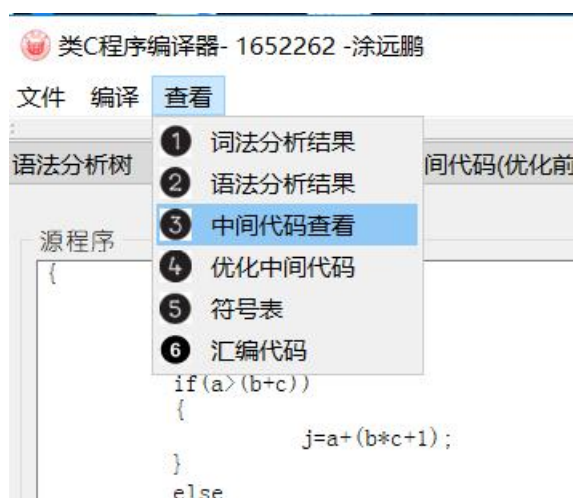 类C程序编译器- 1652262 -涂远鹏
文件 编译 查看
语法分析树 间代码(优化前
1 词法分析结果
2 语法分析结果
3 中间代码查看
4 优化中间代码
5 符号表
6 汇编代码
源程序
{
if(a>(b+c))
{
j=a+(b*c+1);
}
else